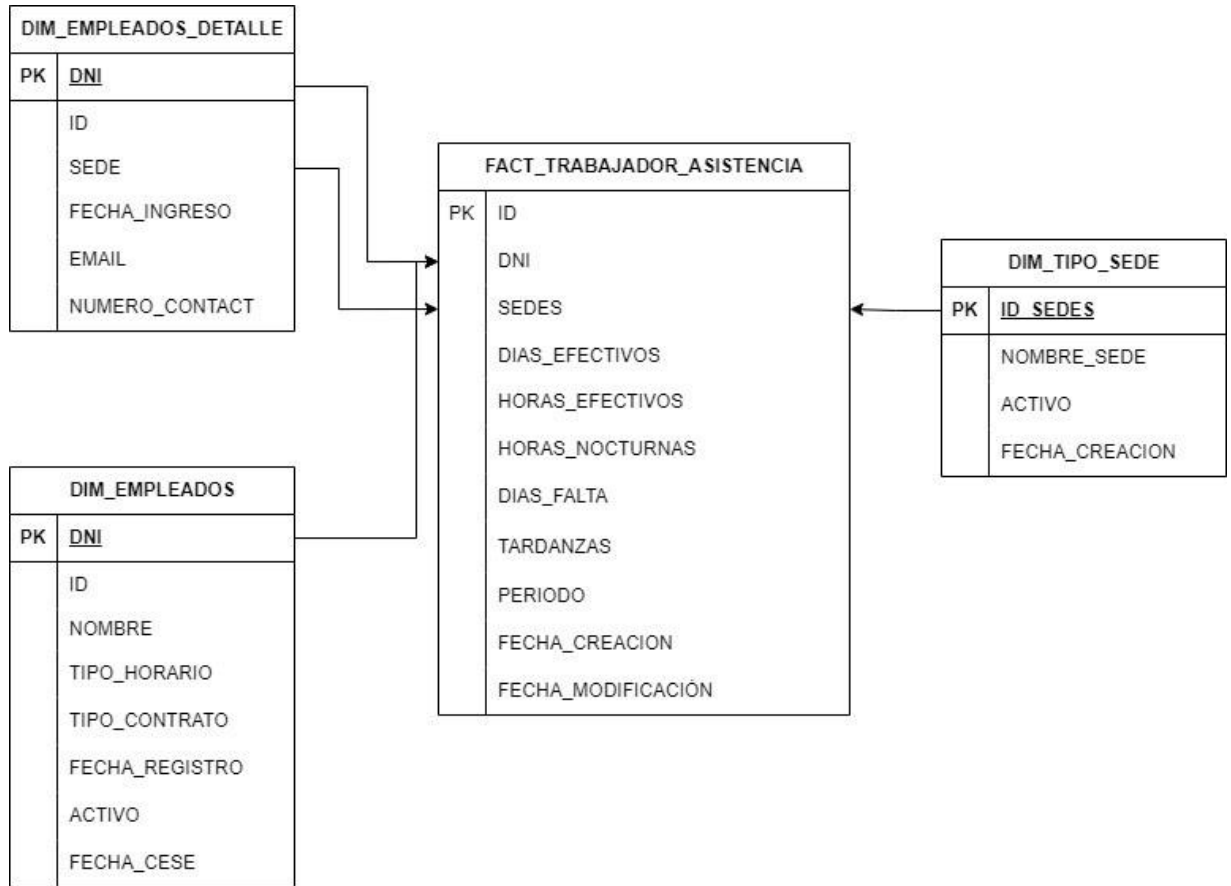 DIM_EMPLEADOS_DETALLE
PK DNI
ID
SEDE
FECHA_INGRESO
EMAIL
NUMERO_CONTACT
FACT_TRABAJADOR_ASISTENCIA
PK ID
DNI
SEDES
DIAS_EFECTIVOS
HORAS_EFECTIVOS
HORAS_NOCTURNAS
DIAS_FALTA
TARDANZAS
PERIODO
FECHA_CREACION
FECHA_MODIFICACIÓN
DIM_TIPO_SEDE
PK ID_SEDES
NOMBRE_SEDE
ACTIVO
FECHA_CREACION
DIM_EMPLEADOS
PK DNI
ID
NOMBRE
TIPO_HORARIO
TIPO_CONTRATO
FECHA_REGISTRO
ACTIVO
FECHA_CESE